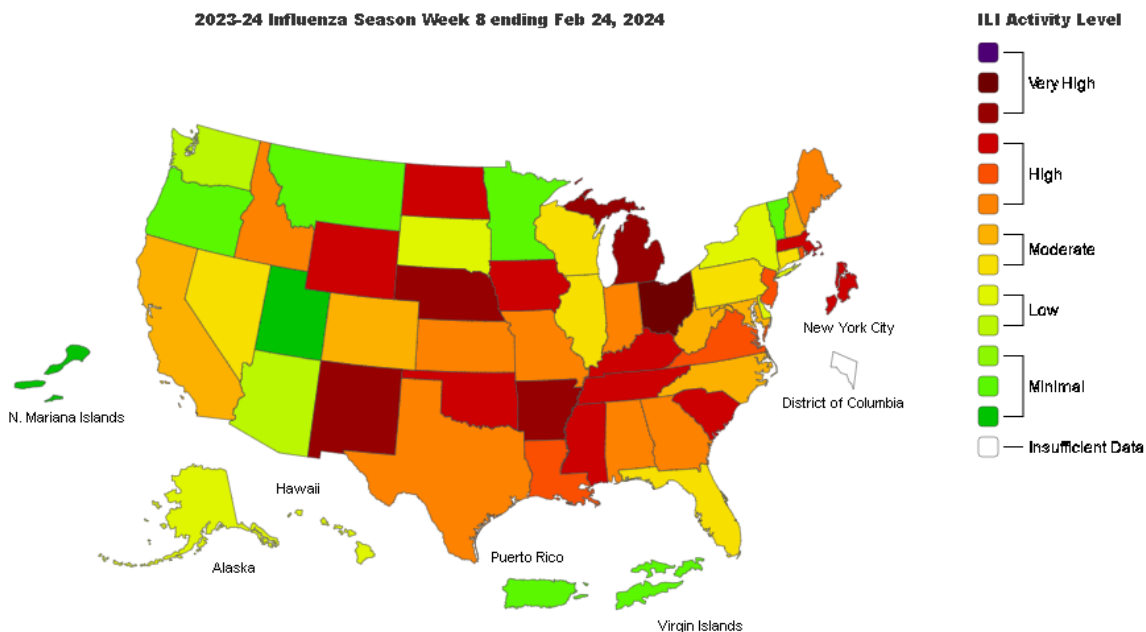 2023-24 Influenza Season Week 8 ending Feb 24, 2024
ILI Activity Level
Very High
High
Moderate
Low
Minimal
Insufficient Data
New York City
District of Columbia
N. Mariana Islands
Hawaii
Alaska
Puerto Rico
Virgin Islands